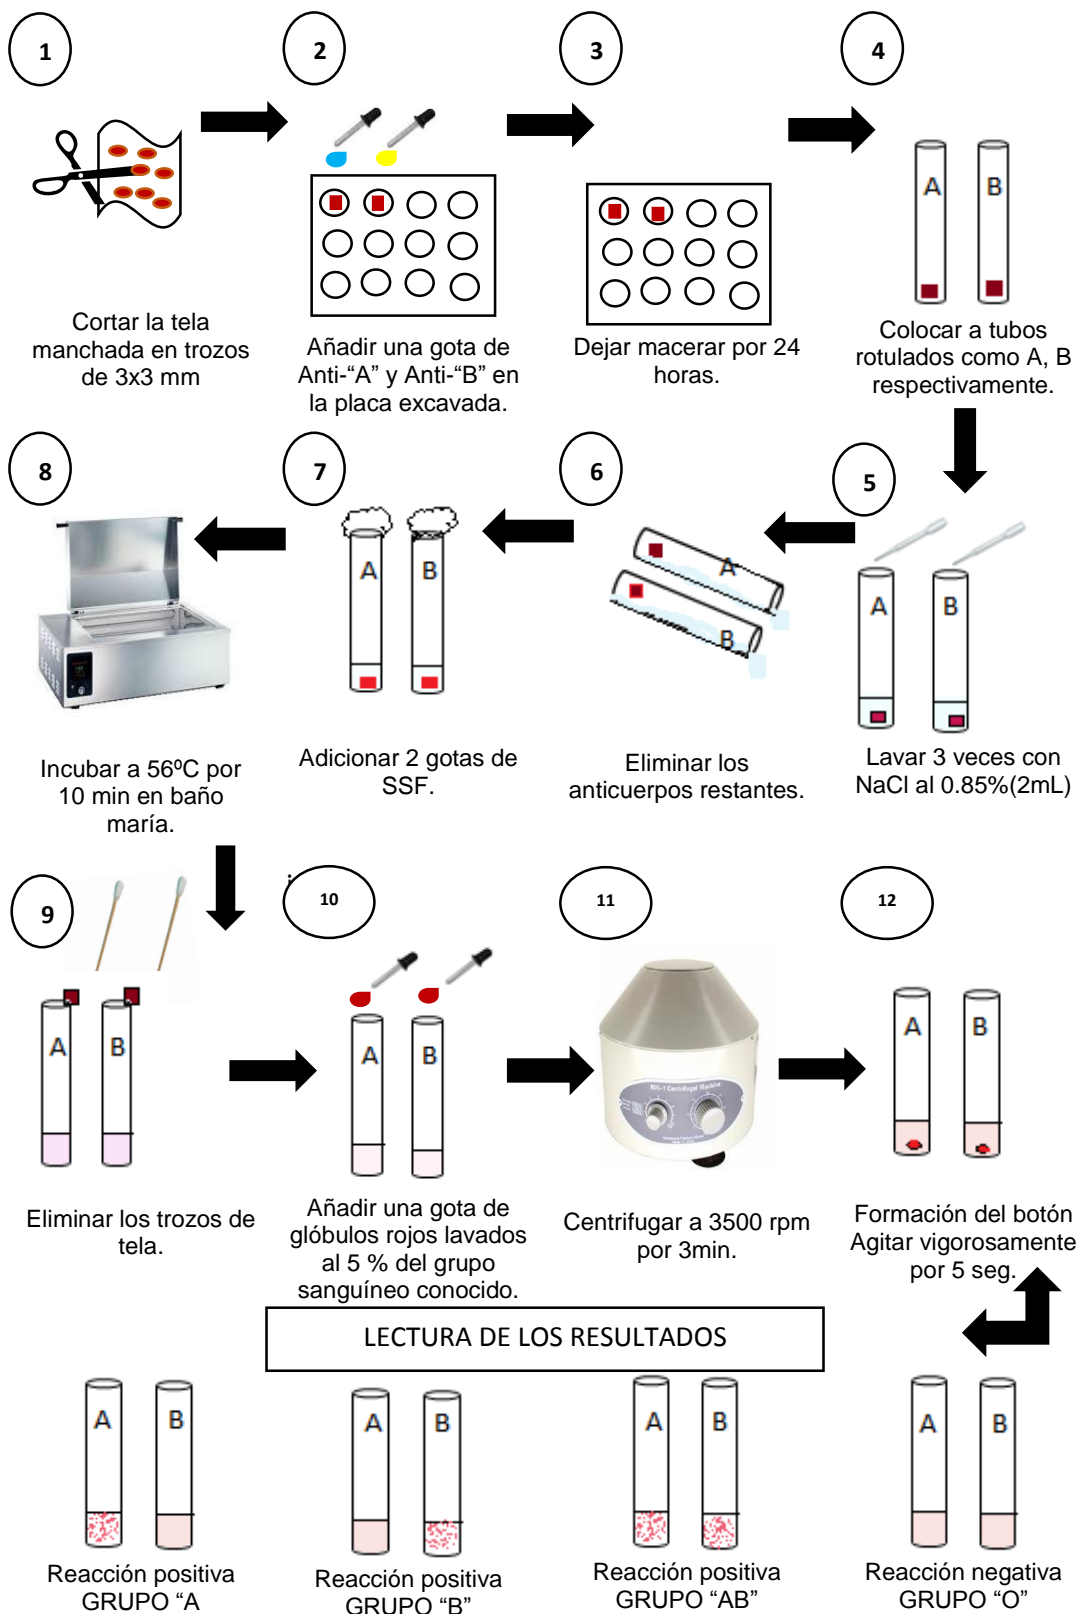 1
2
3
4
A
B
Cortar la tela
manchada en trozos
de 3x3 mm
Añadir una gota de
Anti-“A” y Anti-“B” en
la placa excavada.
Dejar macerar por 24
horas.
Colocar a tubos
rotulados como A, B
respectivamente.
8
7
6
5
A
B
A
B
A
B
Incubar a 56ºC por
10 min en baño
maría.
Adicionar 2 gotas de
SSF.
Eliminar los
anticuerpos restantes.
Lavar 3 veces con
NaCl al 0.85%(2mL)
9
10
11
12
A
B
A
B
800-1 Centrifugal Machine
A
B
Eliminar los trozos de
tela.
Añadir una gota de
glóbulos rojos lavados
al 5 % del grupo
sanguíneo conocido.
Centrifugar a 3500 rpm
por 3min.
Formación del botón
Agitar vigorosamente
por 5 seg.
LECTURA DE LOS RESULTADOS
A
B
A
B
A
B
A
B
Reacción positiva
GRUPO “A
Reacción positiva
GRUPO “B”
Reacción positiva
GRUPO “AB”
Reacción negativa
GRUPO “O”